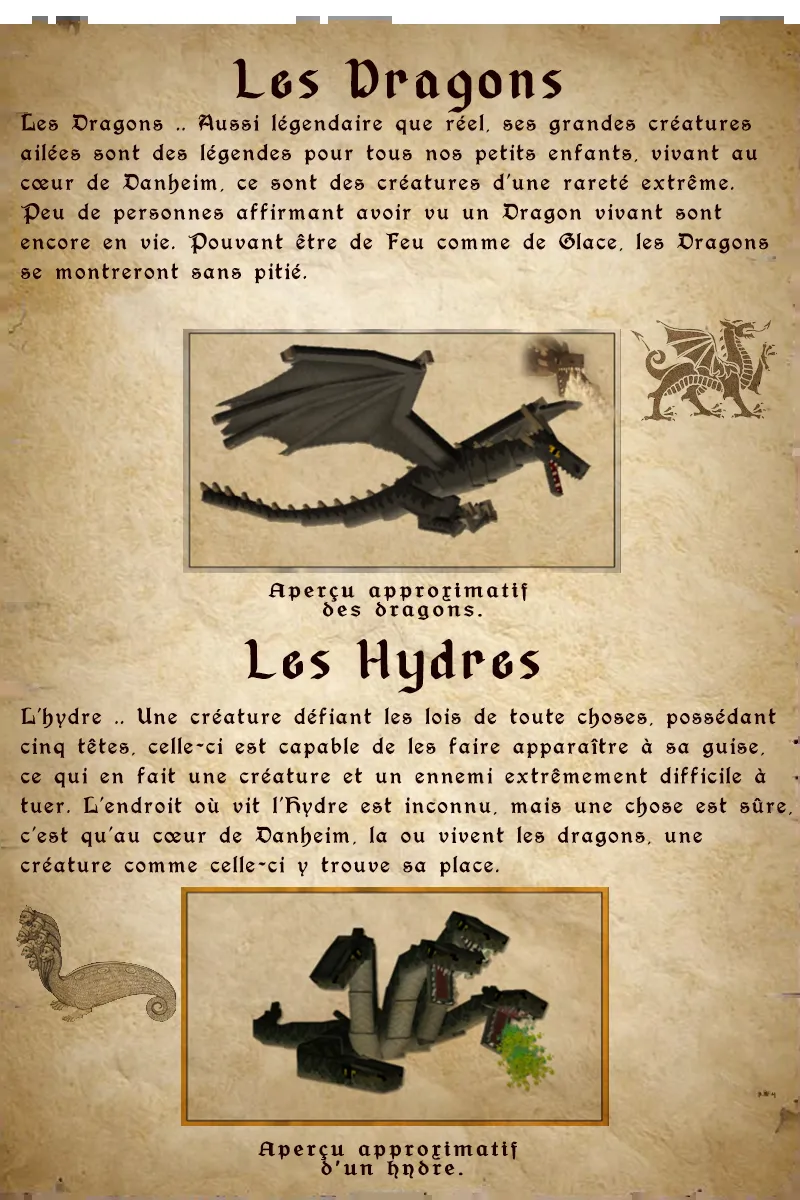 Les Dragons
Les Dragons .. Aussi légendaire que réel, ses grandes créatures
ailées sont des légendes pour tous nos petits enfants, vivant au
cœur de Danheim, ce sont des créatures d'une rareté extrême.
Peu de personnes affirmant avoir vu un Dragon vivant sont
encore en vie. Pouvant être de Feu comme de Glace, les Dragons
se montreront sans pitié.
Aperçu approximatif
des dragons.
Les Hydres
L'hydre .. Une créature défiant les lois de toute choses, possédant
cinq têtes, celle-ci est capable de les faire apparaître à sa guise,
ce qui en fait une créature et un ennemi extrêmement difficile à
tuer. L'endroit où vit l'Hydre est inconnu, mais une chose est sûre,
c'est qu'au cœur de Danheim, la ou vivent les dragons, une
créature comme celle-ci y trouve sa place.
Aperçu approximatif
d'un hydre.